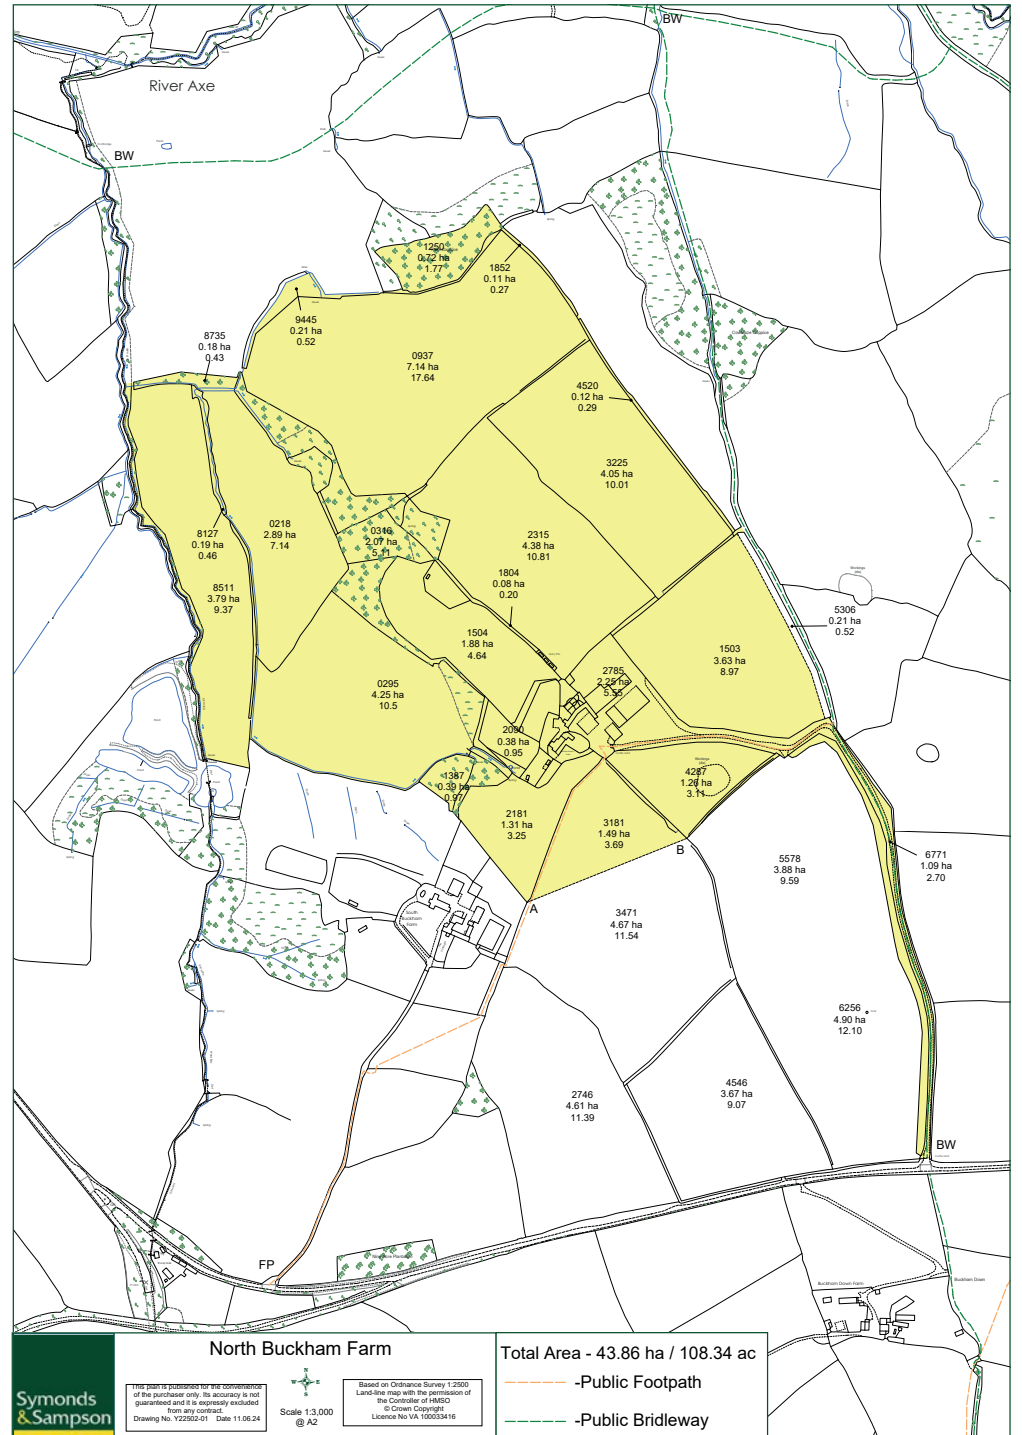 BW
River Axe
BW
1250
0.72 ha
1.77
1852
0.11 ha
0.27
9445
0.21 ha
0.52
8735
0.18 ha
0.43
0937
7.14 ha
17.64
4520
0.12 ha
0.29
3225
4.05 ha
10.01
0218
2.89 ha
7.14
8127
0.19 ha
0.46
0316
2.07 ha
5.11
2315
4.38 ha
10.81
1804
0.08 ha
0.20
8511
3.79 ha
9.37
5306
0.21 ha
0.52
1504
1.88 ha
4.64
1503
3.63 ha
8.97
0295
4.25 ha
10.5
2785
2.25 ha
5.55
2090
0.38 ha
0.95
1387
0.39 ha
0.97
4287
1.26 ha
3.11
2181
1.31 ha
3.25
3181
1.49 ha
3.69
B
5578
3.88 ha
9.59
6771
1.09 ha
2.70
A
South
Buckham
Farm
3471
4.67 ha
11.54
6256
4.90 ha
12.10
2746
4.61 ha
11.39
4546
3.67 ha
9.07
BW
FP
Buckham Down Farm
Buckham Down
North Buckham Farm
Symonds
&Sampson
This plan is published for the convenience
of the purchaser only. Its accuracy is not
guaranteed and it is expressly excluded
from any contract.
Drawing No. Y22502-01 Date 11.06.24
N
W E
S
Scale 1:3,000
@ A2
Based on Ordnance Survey 1:2500
Land-line map with the permission of
the Controller of HMSO
© Crown Copyright
Licence No VA 100033416
Total Area - 43.86 ha / 108.34 ac
-Public Footpath
-Public Bridleway